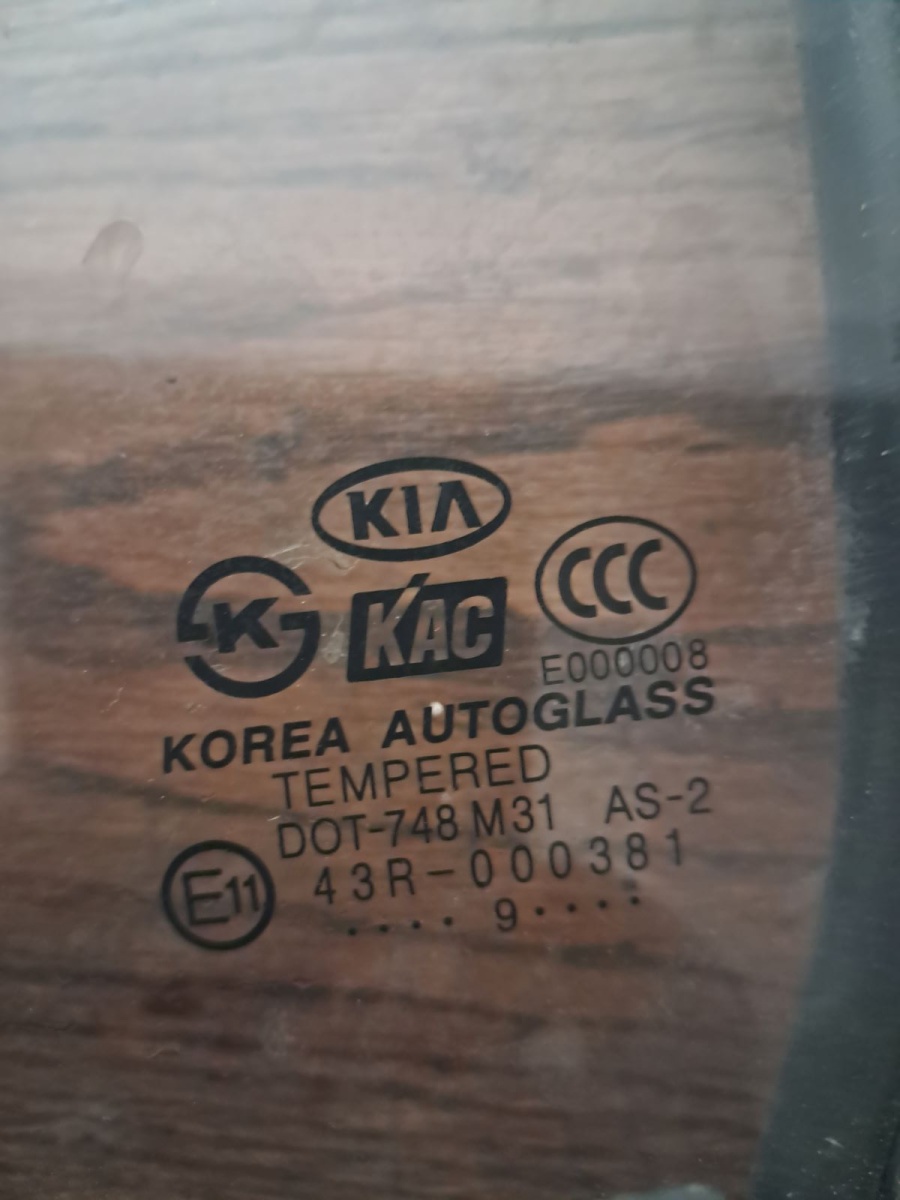 KIA
K
KAC
CCC
E000008
KOREA AUTOGLASS
TEMPERED
DOT-748 M31 AS-2
E11
43R-000381
.... 9 ....